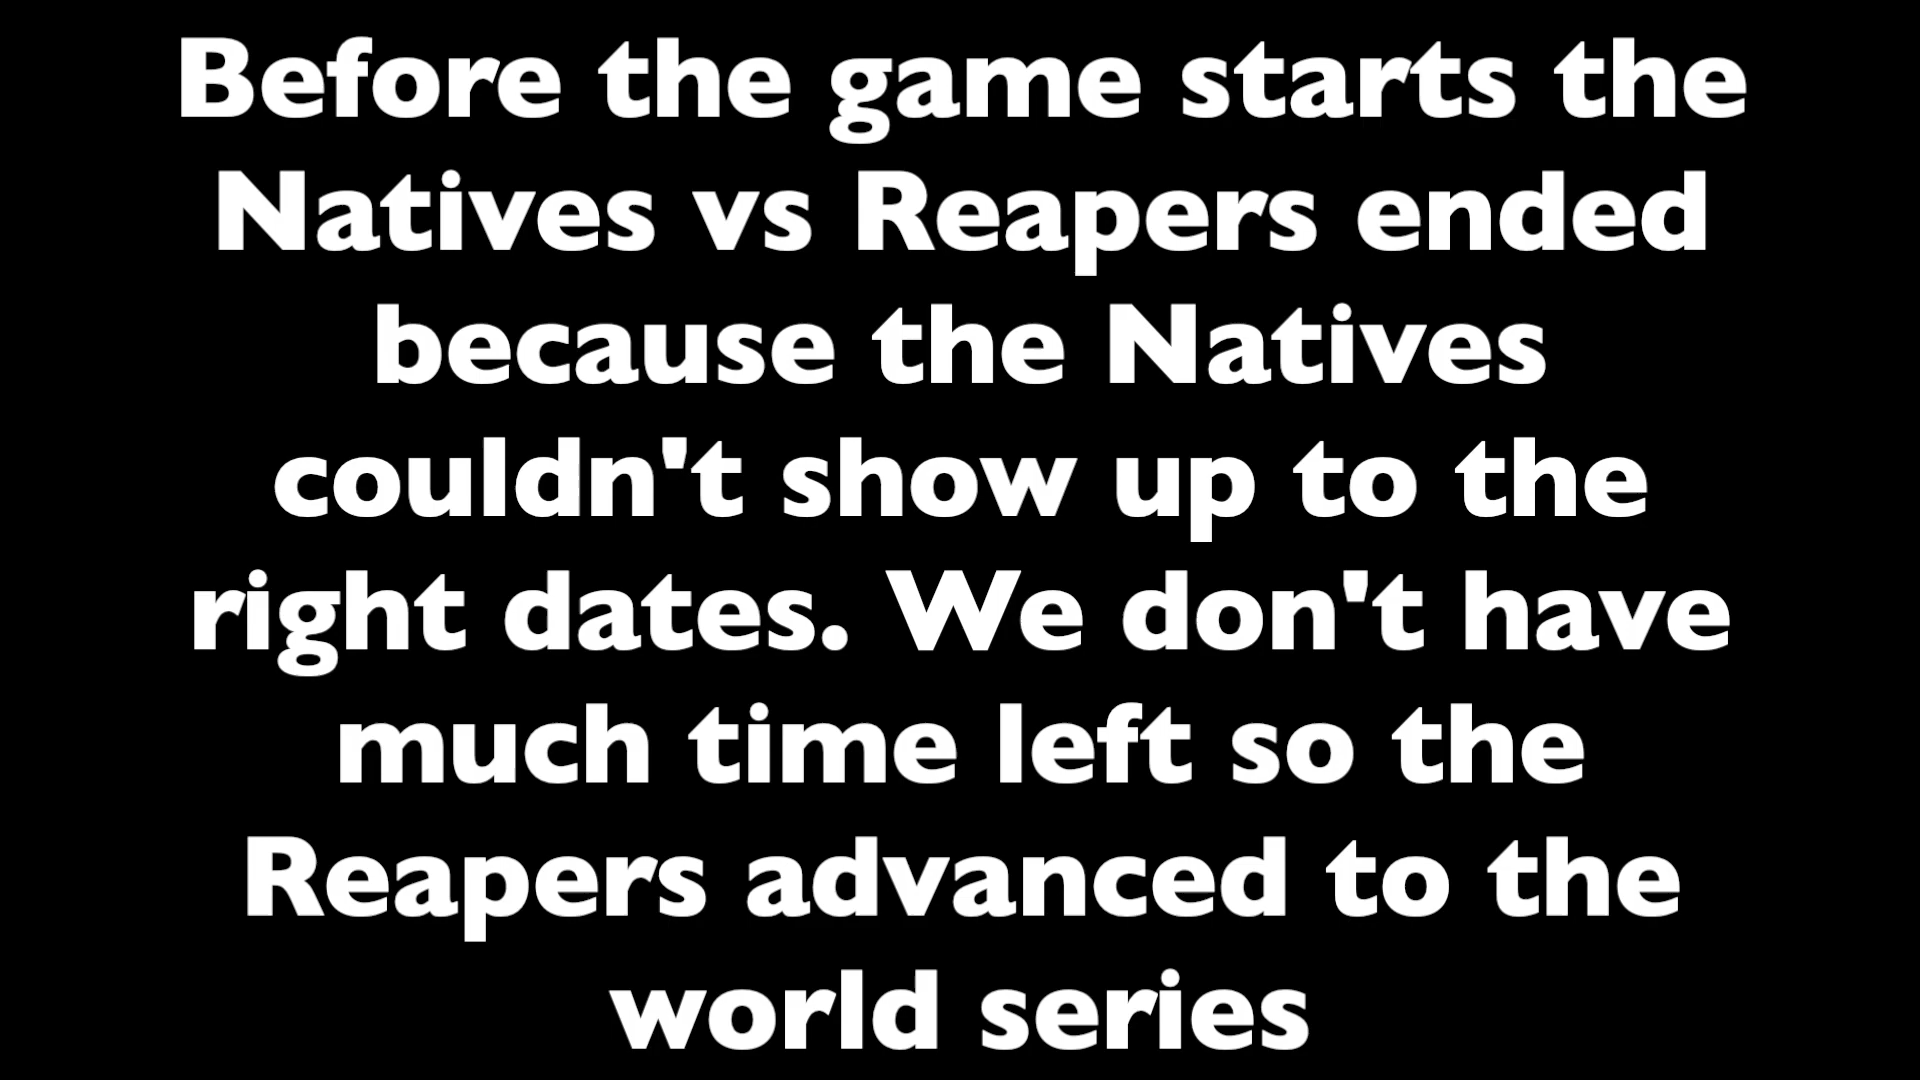 Before the game starts the
Natives vs Reapers ended
because the Natives
couldn't show up to the
right dates. We don't have
much time left so the
Reapers advanced to the
world series